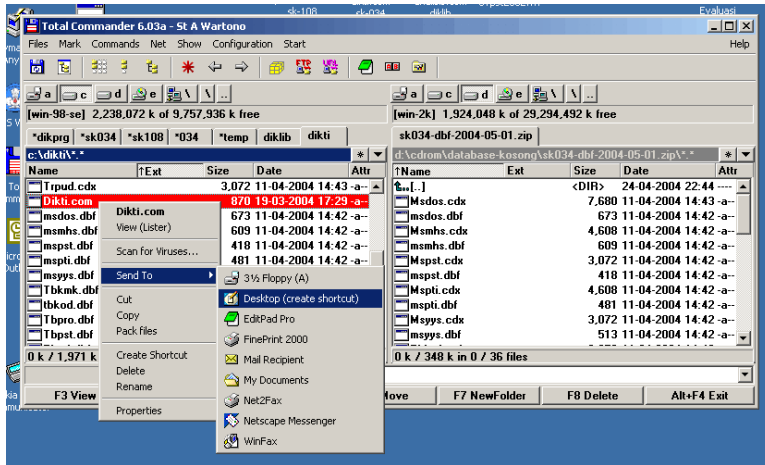 sk-108
sk-034
diklib
Evaluasi
Total Commander 6.03a - St A Wartono
Files Mark Commands Net Show Configuration Start Help
a c d e \ ..
a c d e \ ..
[win-98-se] 2,238,072 k of 9,757,936 k free
[win-2k] 1,924,048 k of 29,294,492 k free
*dikprg *sk034 *sk108 *034 *temp diklib dikti
sk034-dbf-2004-05-01.zip
c:\dikti\*.*
* ▼
d:\cdrom\database-kosong\sk034-dbf-2004-05-01.zip\*.*
* ▼
Name ↑Ext Size Date Attr
↑Name Ext Size Date Attr
Trpud.cdx 3,072 11-04-2004 14:43 -a--
Dikti.com 870 19-03-2004 17:29 -a--
msdos.dbf 673 11-04-2004 14:42 -a--
msmhs.dbf 609 11-04-2004 14:42 -a--
mspst.dbf 418 11-04-2004 14:42 -a--
mspti.dbf 481 11-04-2004 14:42 -a--
msyys.dbf
Tbkmk.dbf
tbkod.dbf
Tbpro.dbf
Tbpst.dbf
[..] <DIR> 24-04-2004 22:44 ----
Msdos.cdx 7,680 11-04-2004 14:43 -a--
msdos.dbf 673 11-04-2004 14:42 -a--
Msmhs.cdx 4,608 11-04-2004 14:42 -a--
msmhs.dbf 609 11-04-2004 14:42 -a--
Mspst.cdx 3,072 11-04-2004 14:42 -a--
mspst.dbf 418 11-04-2004 14:42 -a--
Mspti.cdx 4,608 11-04-2004 14:42 -a--
mspti.dbf 481 11-04-2004 14:42 -a--
Msyys.cdx 3,072 11-04-2004 14:42 -a--
msyys.dbf 513 11-04-2004 14:42 -a--
Dikti.com
View (Lister)
Scan for Viruses...
Send To
Cut
Copy
Pack files
Create Shortcut
Delete
Rename
Properties
3½ Floppy (A)
Desktop (create shortcut)
EditPad Pro
FinePrint 2000
Mail Recipient
My Documents
Net2Fax
Netscape Messenger
WinFax
0 k / 1,971 k
0 k / 348 k in 0 / 36 files
F3 View
F7 NewFolder F8 Delete Alt+F4 Exit